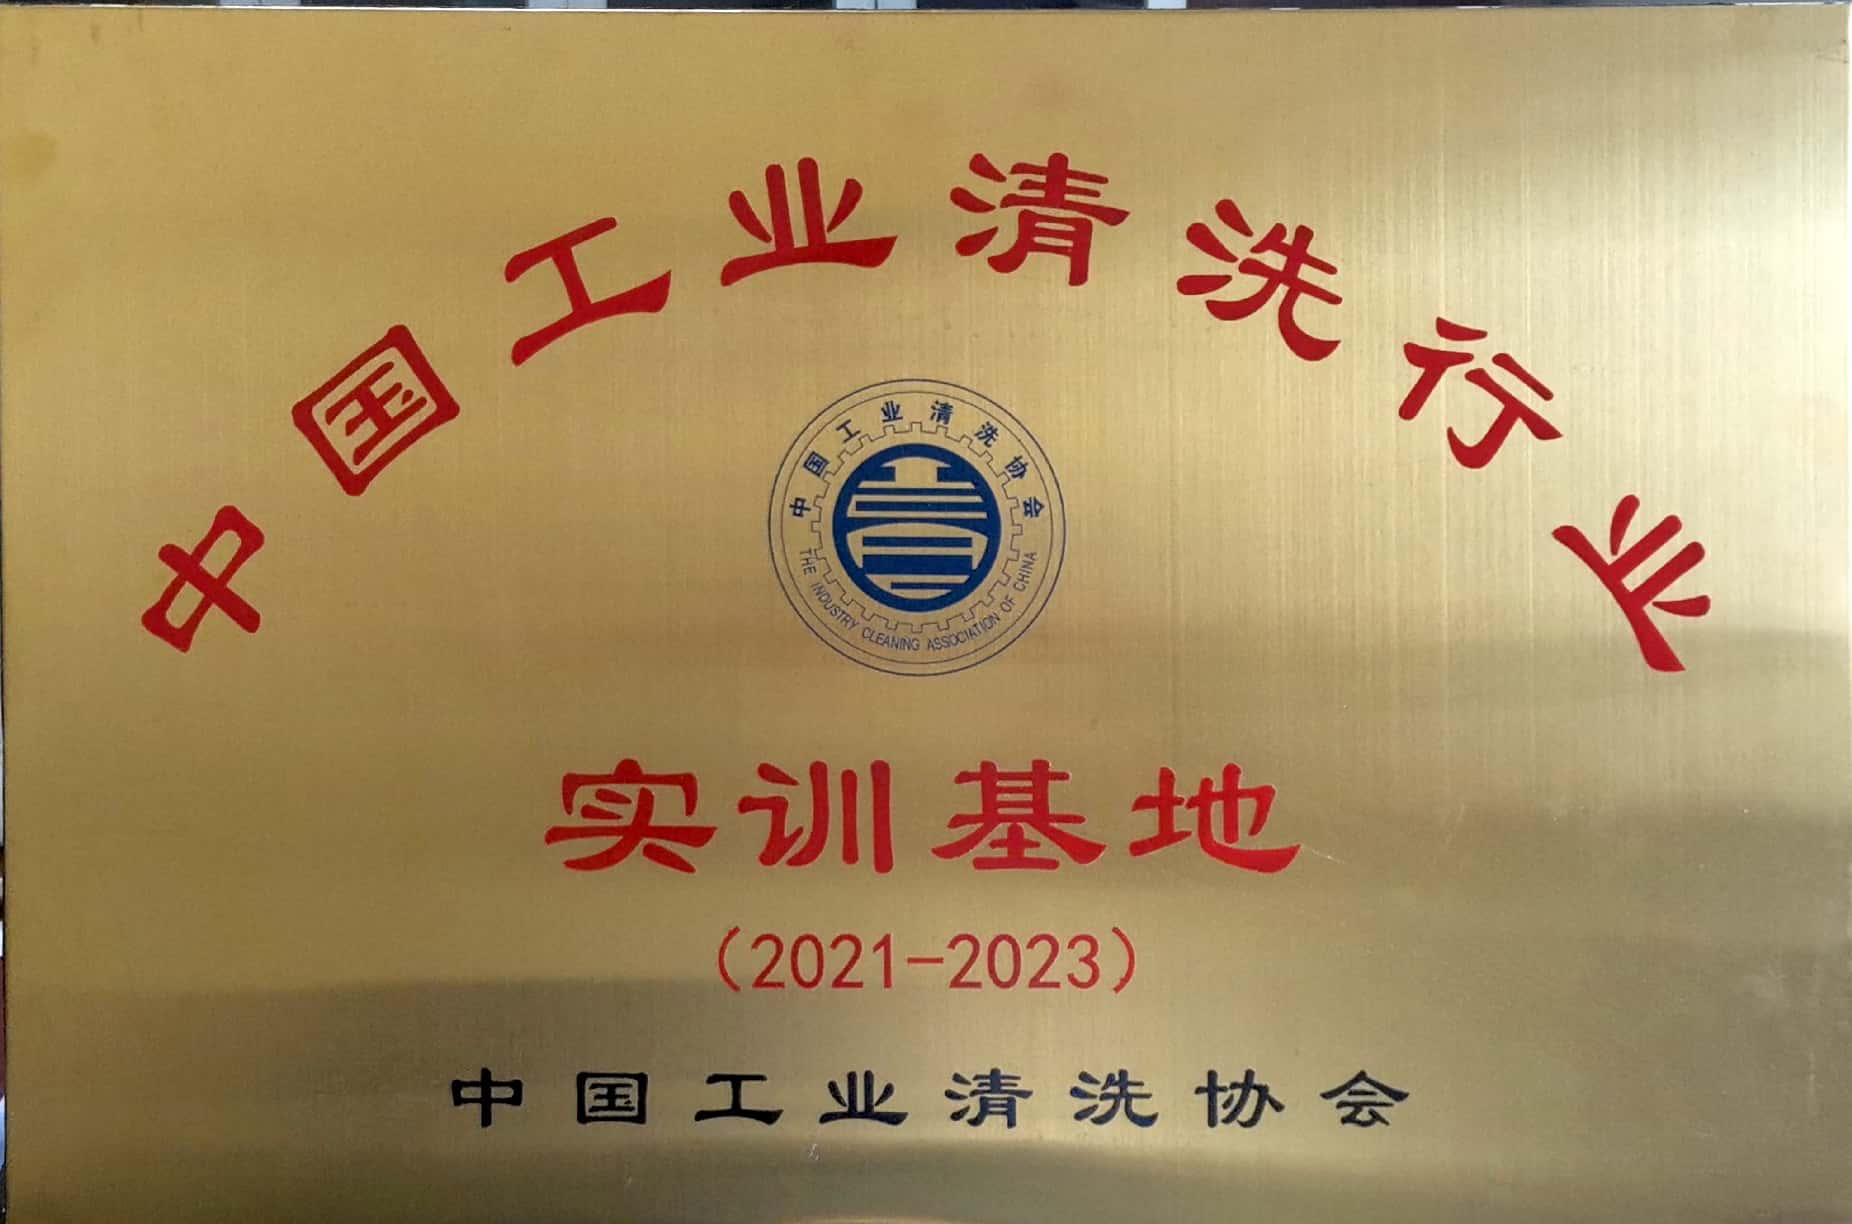 中国工业清洗行业
中国工业清洗协会
THE INDUSTRY CLEANING ASSOCIATION OF CHINA
实训基地
(2021-2023)
中国工业清洗协会